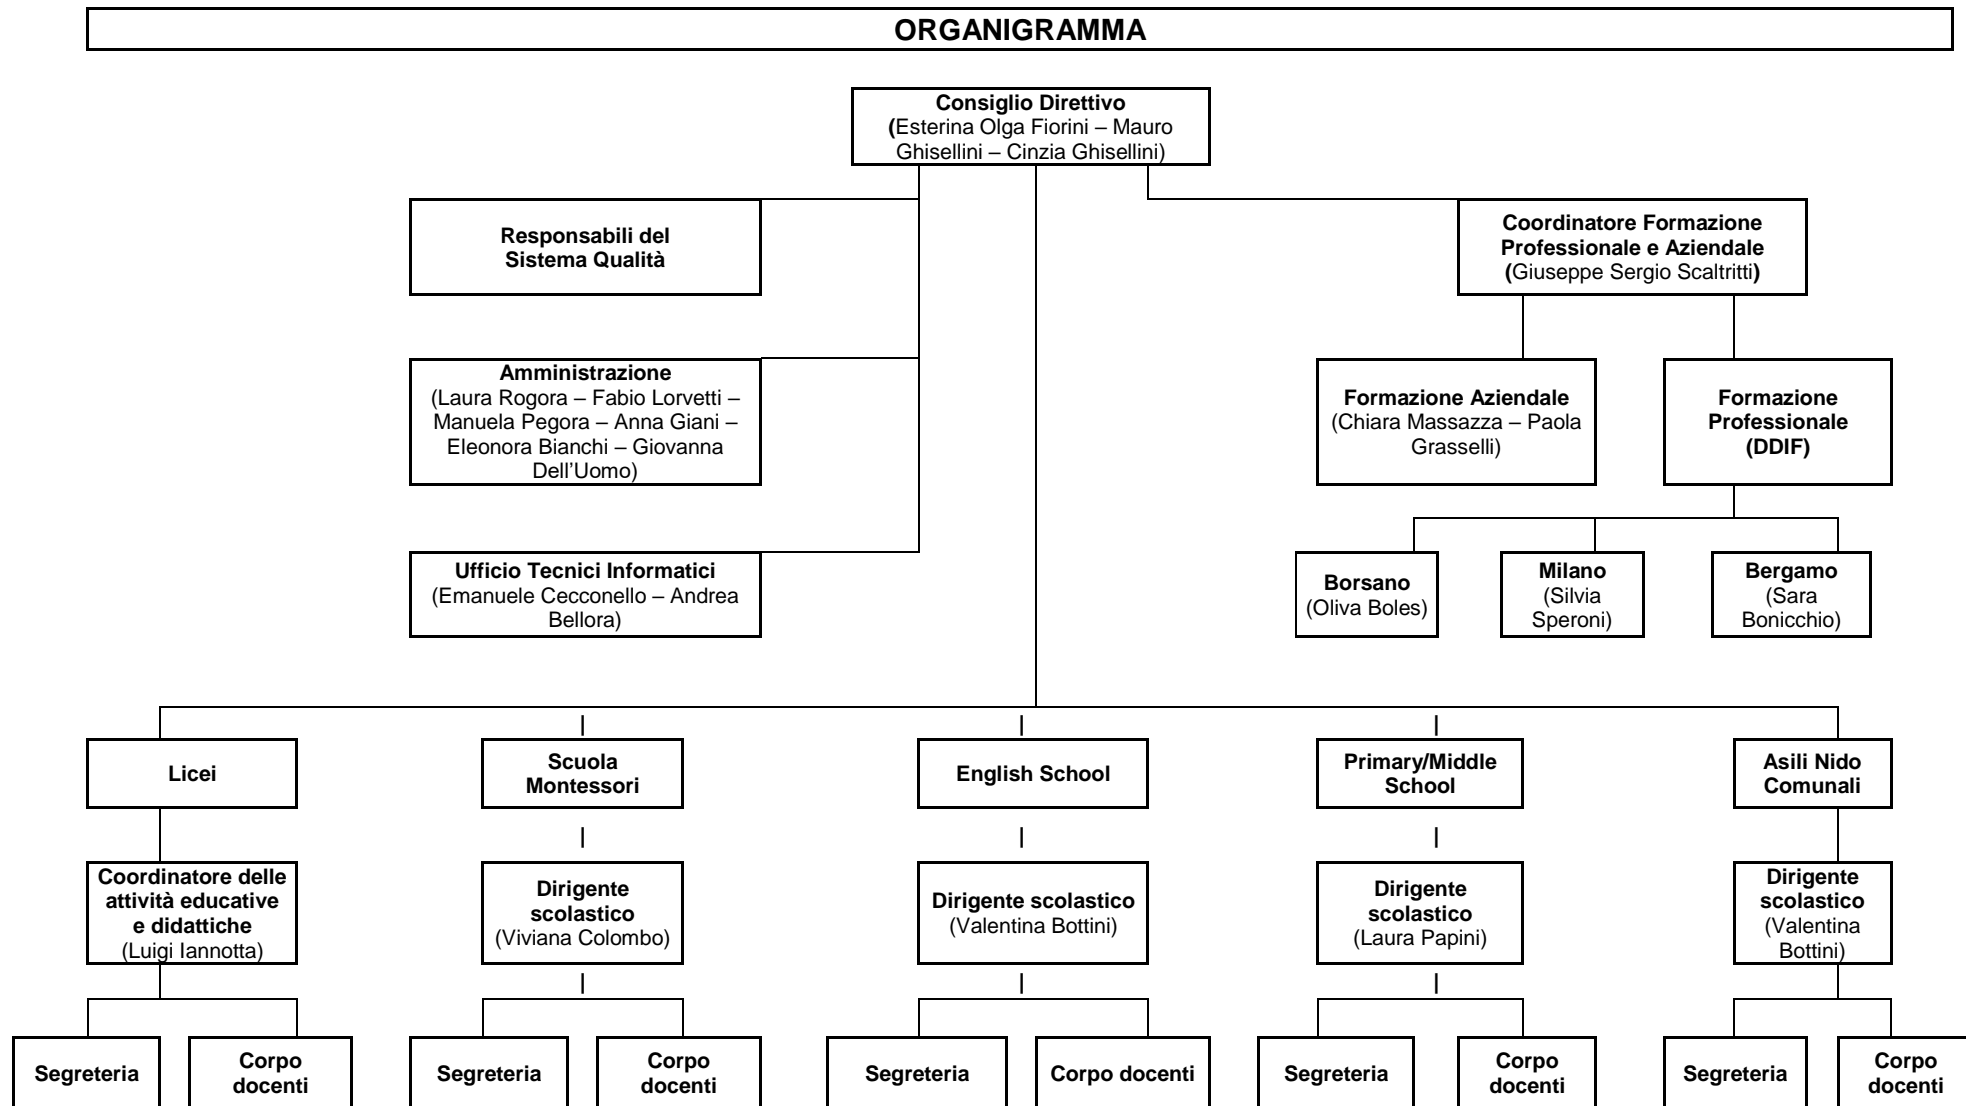 ORGANIGRAMMA
Consiglio Direttivo
(Esterina Olga Fiorini – Mauro
Ghisellini – Cinzia Ghisellini)
Responsabili del
Sistema Qualità
Coordinatore Formazione
Professionale e Aziendale
(Giuseppe Sergio Scaltritti)
Amministrazione
(Laura Rogora – Fabio Lorvetti –
Manuela Pegora – Anna Giani –
Eleonora Bianchi – Giovanna
Dell’Uomo)
Formazione Aziendale
(Chiara Massazza – Paola
Grasselli)
Formazione
Professionale
(DDIF)
Ufficio Tecnici Informatici
(Emanuele Cecconello – Andrea
Bellora)
Borsano
(Oliva Boles)
Milano
(Silvia
Speroni)
Bergamo
(Sara
Bonicchio)
Licei
Scuola
Montessori
English School
Primary/Middle
School
Asili Nido
Comunali
Coordinatore delle
attività educative
e didattiche
(Luigi Iannotta)
Dirigente
scolastico
(Viviana Colombo)
Dirigente scolastico
(Valentina Bottini)
Dirigente
scolastico
(Laura Papini)
Dirigente
scolastico
(Valentina
Bottini)
Segreteria
Corpo
docenti
Segreteria
Corpo
docenti
Segreteria
Corpo docenti
Segreteria
Corpo
docenti
Segreteria
Corpo
docenti